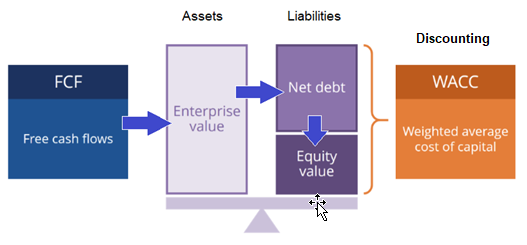 Assets
Liabilities
Discounting
FCF
Free cash flows
Enterprise
value
Net debt
Equity
value
WACC
Weighted average
cost of capital